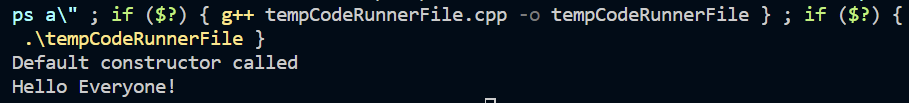 ps a\" ; if ($?) { g++ tempCodeRunnerFile.cpp -o tempCodeRunnerFile } ; if ($?) {
.\tempCodeRunnerFile }
Default constructor called
Hello Everyone!